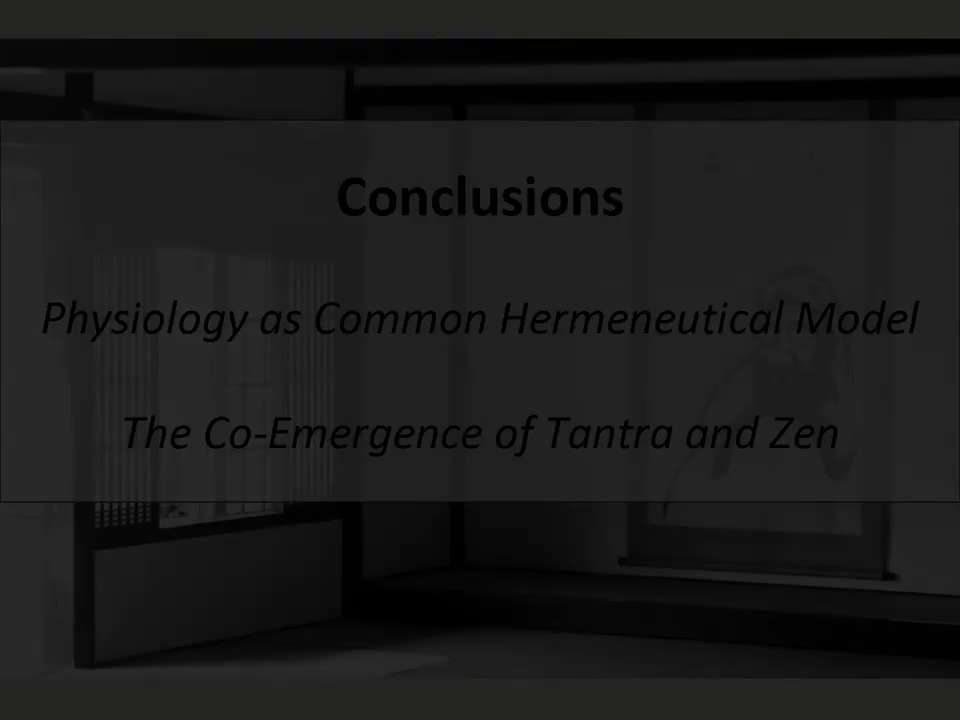 Conclusions
Physiology as Common Hermeneutical Model
The Co-Emergence of Tantra and Zen